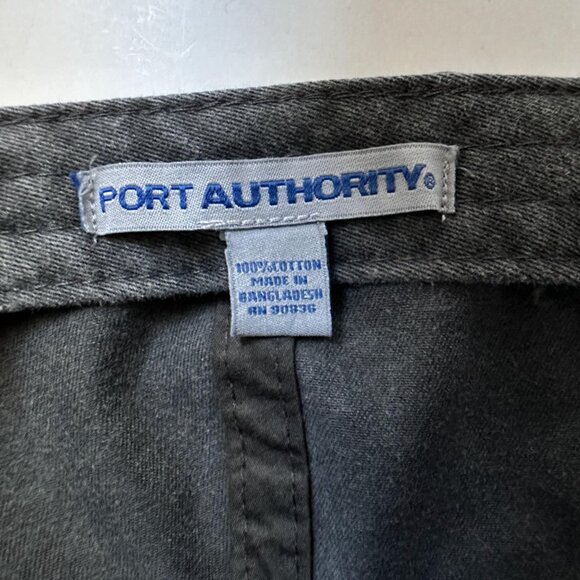 PORT AUTHORITY®
100% COTTON
MADE IN
BANGLADESH
RN 90836